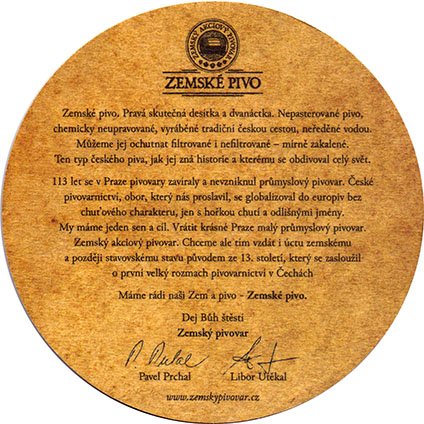 ZEMSKÝ AKCIOVÝ PIVOVAR
ZEMSKÉ PIVO
Zemské pivo. Pravá skutečná desítka a dvanáctka. Nepasterované pivo,
chemicky neupravované, vyráběné tradiční českou cestou, neředěné vodou.
Můžeme jej ochutnat filtrované i nefiltrované – mírně zakalené.
Ten typ českého piva, jak jej zná historie a kterému se obdivoval celý svět.
113 let se v Praze pivovary zavíraly a nevzniknul průmyslový pivovar. České
pivovarnictví, obor, který nás proslavil, se globalizoval do europiv bez
chuťového charakteru, jen s hořkou chutí a odlišnými jmény.
My máme jeden sen a cíl. Vrátit krásné Praze malý průmyslový pivovar.
Zemský akciový pivovar. Chceme ale tím vzdát i úctu zemskému
a později stavovskému stavu původem ze 13. století, který se zasloužil
o první velký rozmach pivovarnictví v Čechách
Máme rádi naši Zem a pivo - Zemské pivo.
Dej Bůh štěstí
Zemský pivovar
Pavel Prchal Libor Utěkal
www.zemskypivovar.cz